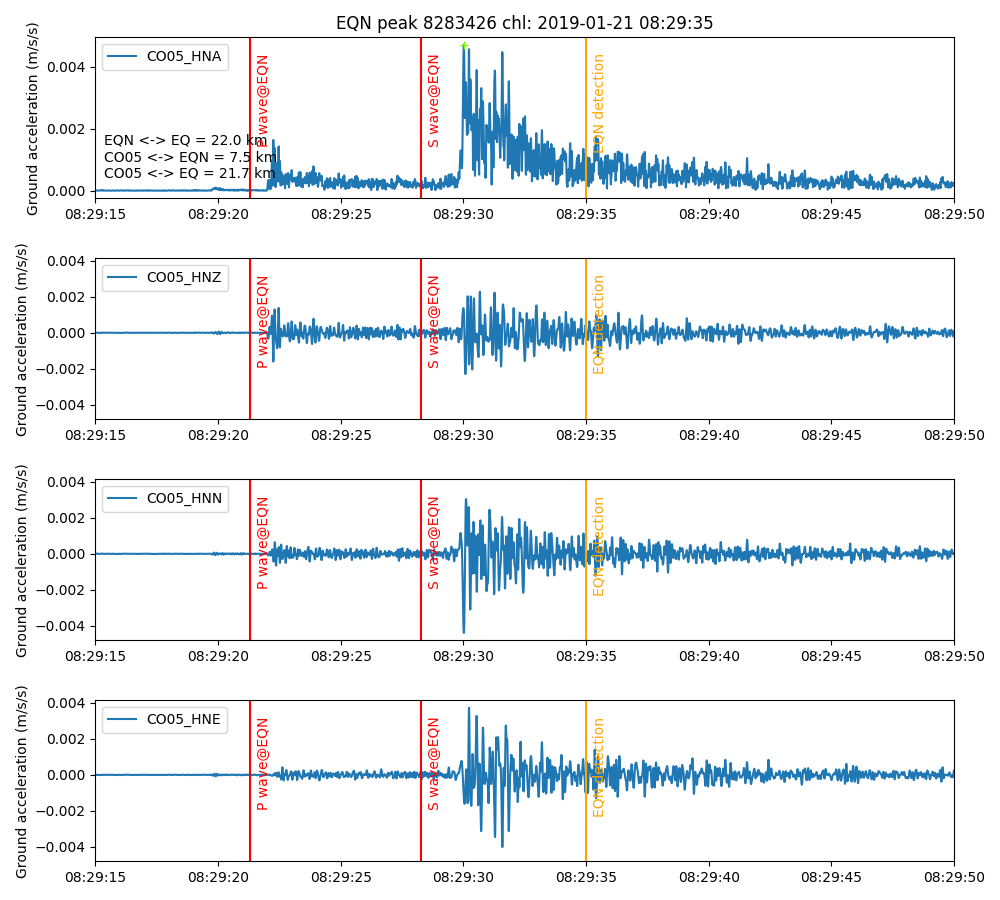 EQN peak 8283426 chl: 2019-01-21 08:29:35
Ground acceleration (m/s/s)
0.004
0.002
0.000
CO05_HNA
P wave@EQN
S wave@EQN
EQN detection
EQN <-> EQ = 22.0 km
CO05 <-> EQN = 7.5 km
CO05 <-> EQ = 21.7 km
08:29:15 08:29:20 08:29:25 08:29:30 08:29:35 08:29:40 08:29:45 08:29:50
Ground acceleration (m/s/s)
0.004
0.002
0.000
−0.002
−0.004
CO05_HNZ
P wave@EQN
S wave@EQN
EQN detection
08:29:15 08:29:20 08:29:25 08:29:30 08:29:35 08:29:40 08:29:45 08:29:50
Ground acceleration (m/s/s)
0.004
0.002
0.000
−0.002
−0.004
CO05_HNN
P wave@EQN
S wave@EQN
EQN detection
08:29:15 08:29:20 08:29:25 08:29:30 08:29:35 08:29:40 08:29:45 08:29:50
Ground acceleration (m/s/s)
0.004
0.002
0.000
−0.002
−0.004
CO05_HNE
P wave@EQN
S wave@EQN
EQN detection
08:29:15 08:29:20 08:29:25 08:29:30 08:29:35 08:29:40 08:29:45 08:29:50